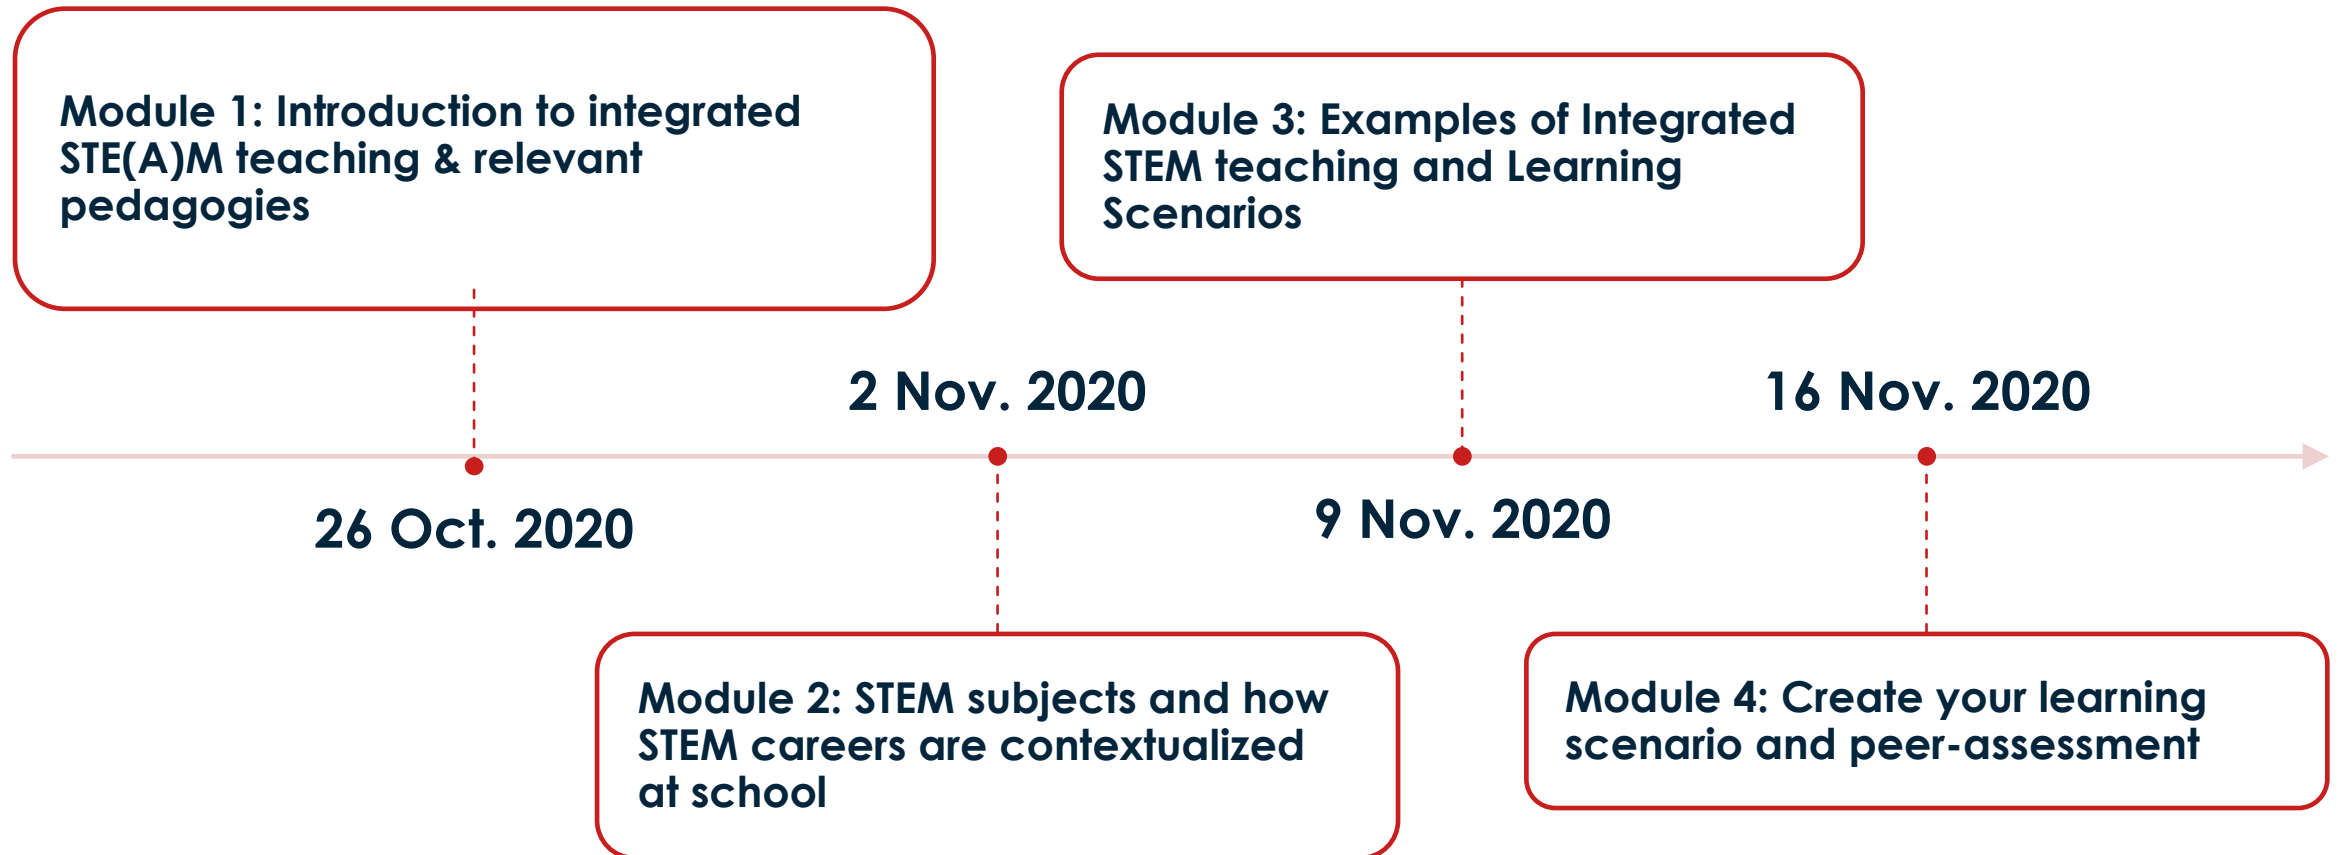 Module 1: Introduction to integrated
STE(A)M teaching & relevant
pedagogies
26 Oct. 2020
2 Nov. 2020
Module 2: STEM subjects and how
STEM careers are contextualized
at school
Module 3: Examples of Integrated
STEM teaching and Learning
Scenarios
9 Nov. 2020
16 Nov. 2020
Module 4: Create your learning
scenario and peer-assessment